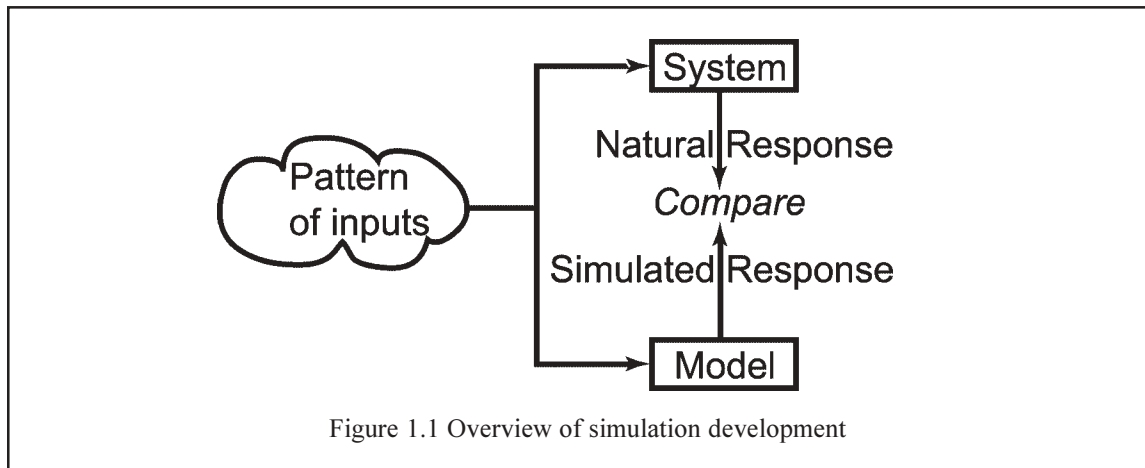 System
Natural Response
Pattern
of inputs
Compare
Simulated Response
Model
Figure 1.1 Overview of simulation development